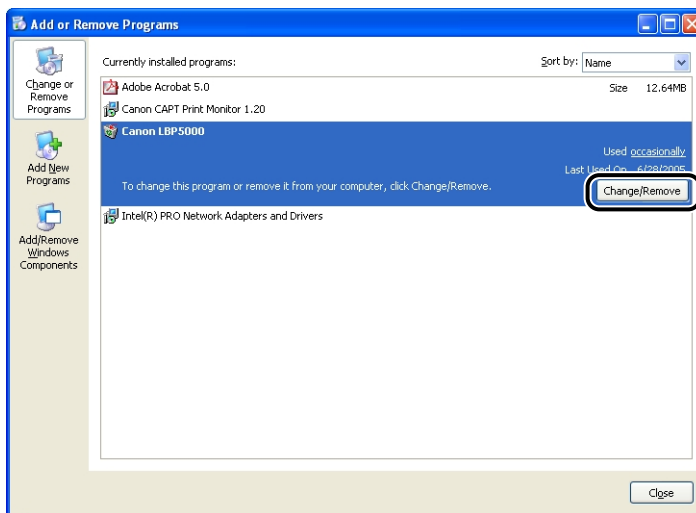 Add or Remove Programs
Change or
Remove
Programs
Add New
Programs
Add/Remove
Windows
Components
Currently installed programs:
Sort by: Name
Adobe Acrobat 5.0 Size 12.64MB
Canon CAPT Print Monitor 1.20
Canon LBP5000
Used occasionally
Last Used On 6/28/2005
To change this program or remove it from your computer, click Change/Remove.
Change/Remove
Intel(R) PRO Network Adapters and Drivers
Close